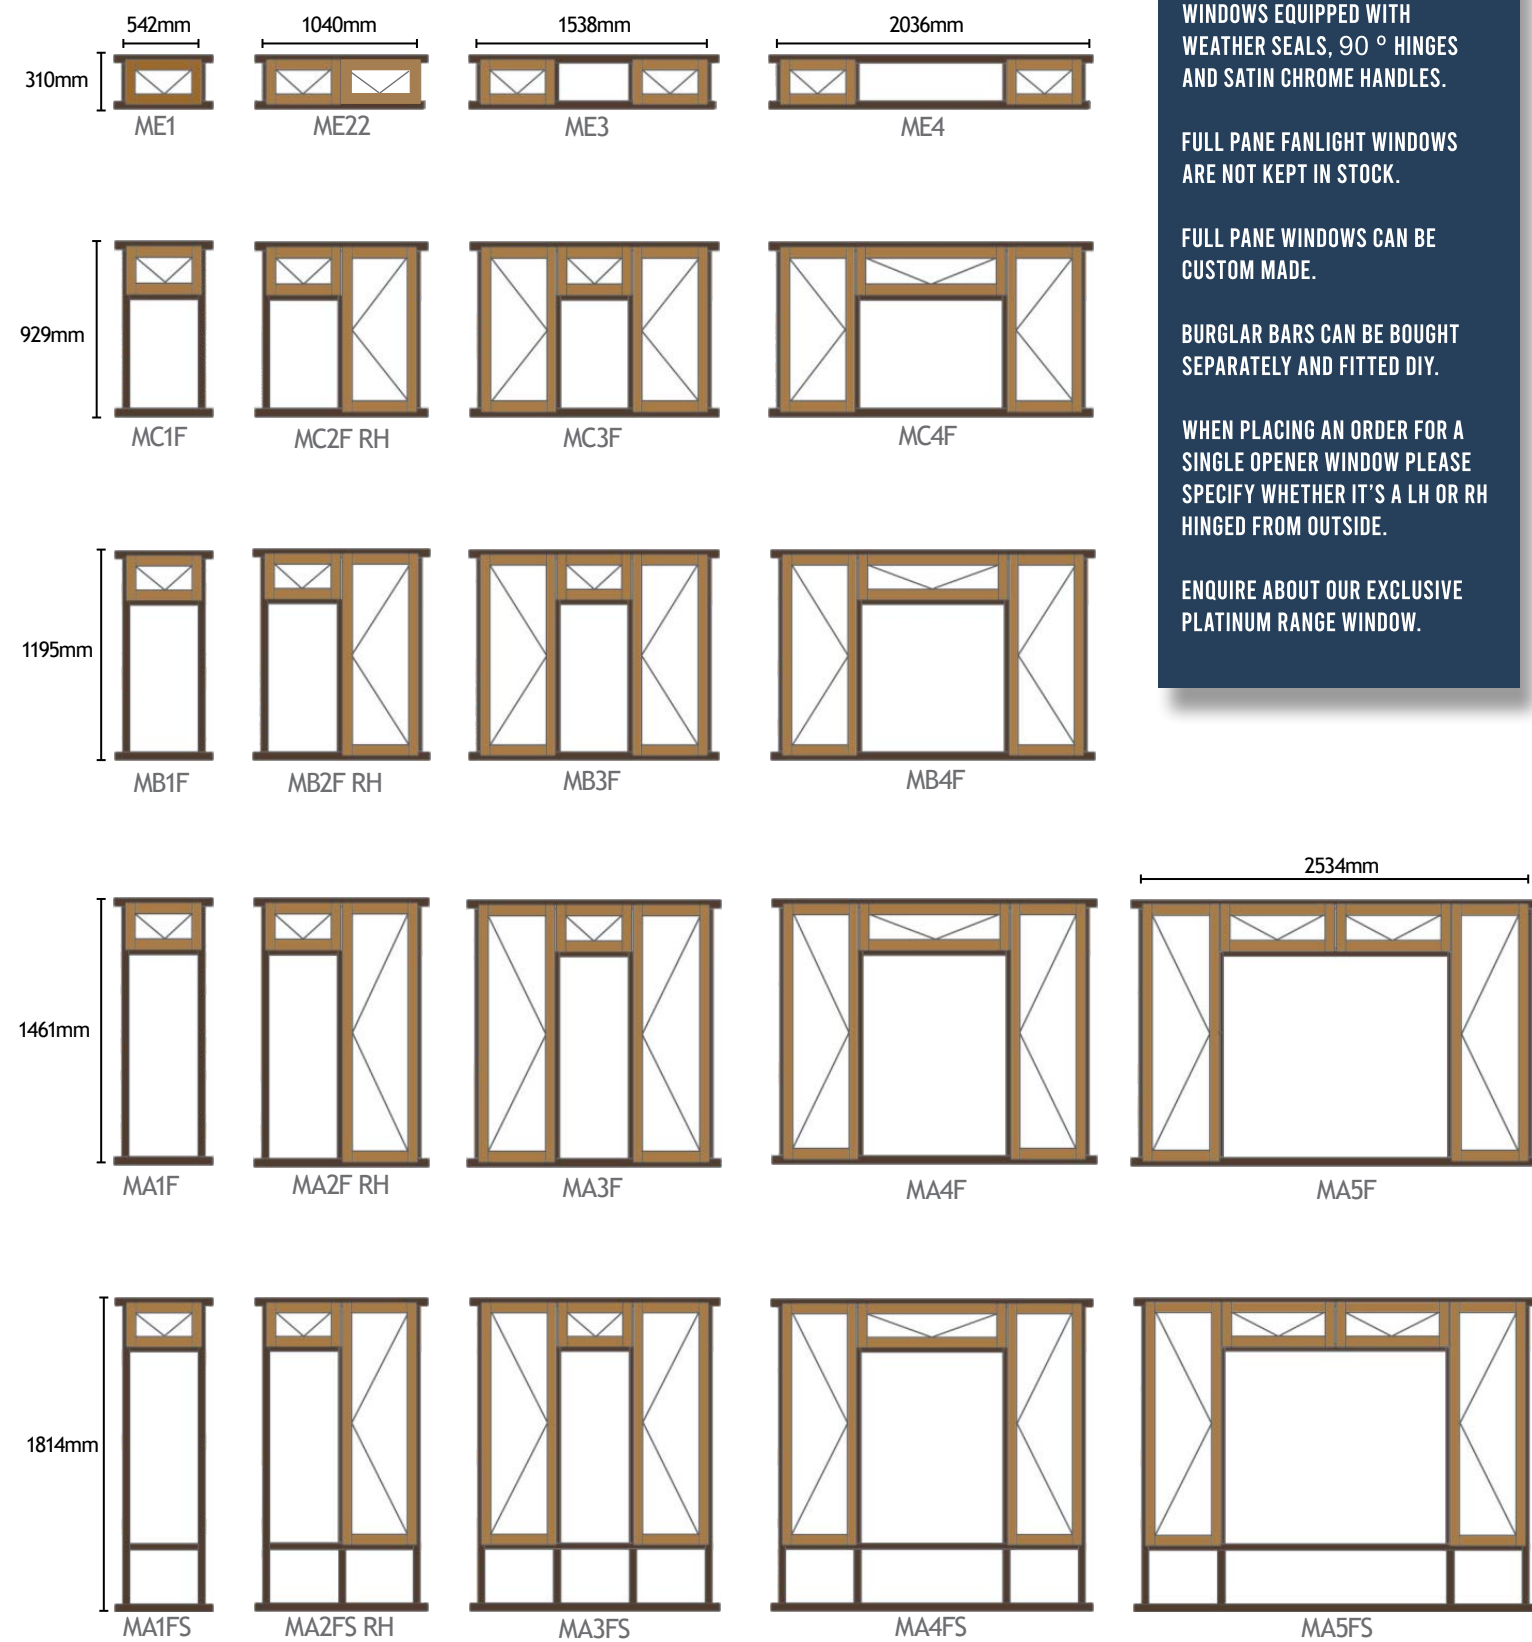 542mm
1040mm
1538mm
2036mm
310mm
ME1
ME22
ME3
ME4
929mm
MC1F
MC2F RH
MC3F
MC4F
1195mm
MB1F
MB2F RH
MB3F
MB4F
2534mm
1461mm
MA1F
MA2F RH
MA3F
MA4F
MA5F
1814mm
MA1FS
MA2FS RH
MA3FS
MA4FS
MA5FS
WINDOWS EQUIPPED WITH
WEATHER SEALS, 90 ° HINGES
AND SATIN CHROME HANDLES.
FULL PANE FANLIGHT WINDOWS
ARE NOT KEPT IN STOCK.
FULL PANE WINDOWS CAN BE
CUSTOM MADE.
BURGLAR BARS CAN BE BOUGHT
SEPARATELY AND FITTED DIY.
WHEN PLACING AN ORDER FOR A
SINGLE OPENER WINDOW PLEASE
SPECIFY WHETHER IT'S A LH OR RH
HINGED FROM OUTSIDE.
ENQUIRE ABOUT OUR EXCLUSIVE
PLATINUM RANGE WINDOW.